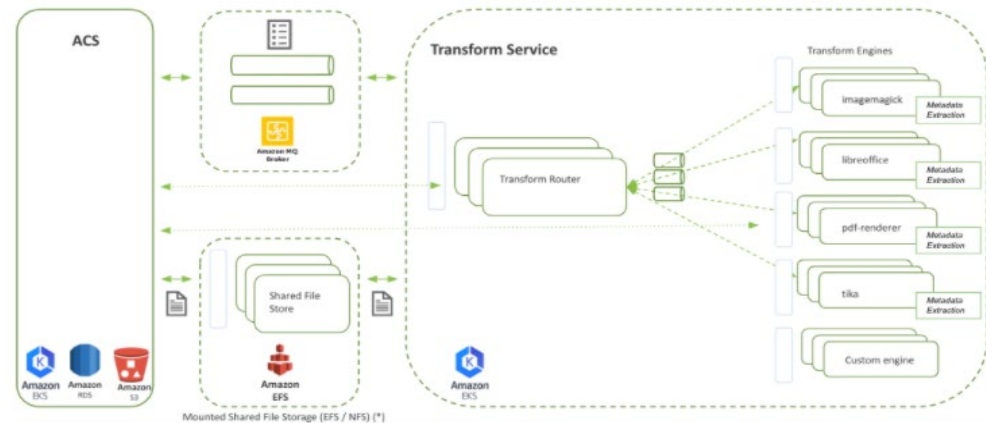 ACS
Amazon
EKS
Amazon
RDS
Amazon
S3
Amazon MQ
Broker
Shared File
Store
Amazon
EFS
Mounted Shared File Storage (EFS / NFS) (*)
Transform Service
Transform Router
Amazon
EKS
Transform Engines
imagemagick
Metadata
Extraction
libreoffice
Metadata
Extraction
pdf-renderer
Metadata
Extraction
tika
Metadata
Extraction
Custom engine